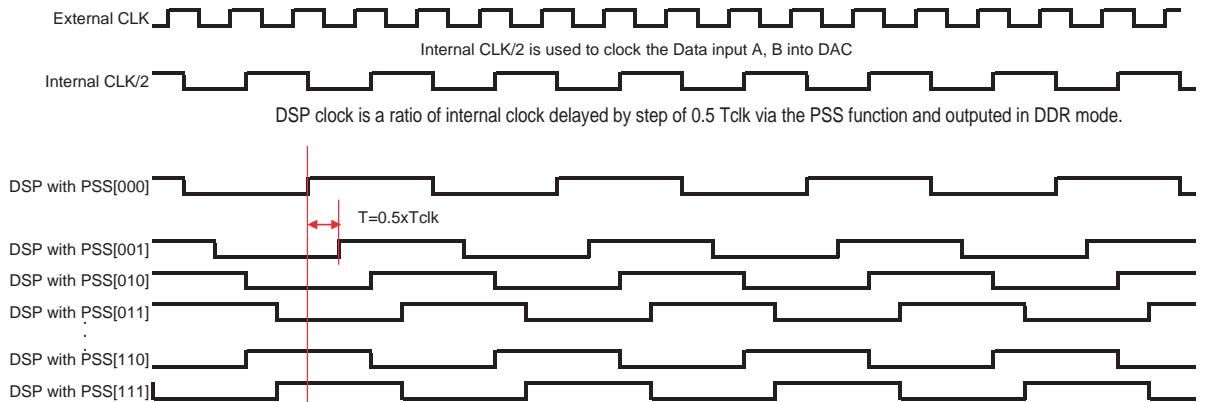 External CLK
Internal CLK/2 is used to clock the Data input A, B into DAC
Internal CLK/2
DSP clock is a ratio of internal clock delayed by step of 0.5 Tclk via the PSS function and outputed in DDR mode.
DSP with PSS[000]
T=0.5xTclk
DSP with PSS[001]
DSP with PSS[010]
DSP with PSS[011]
. . .
DSP with PSS[110]
DSP with PSS[111]